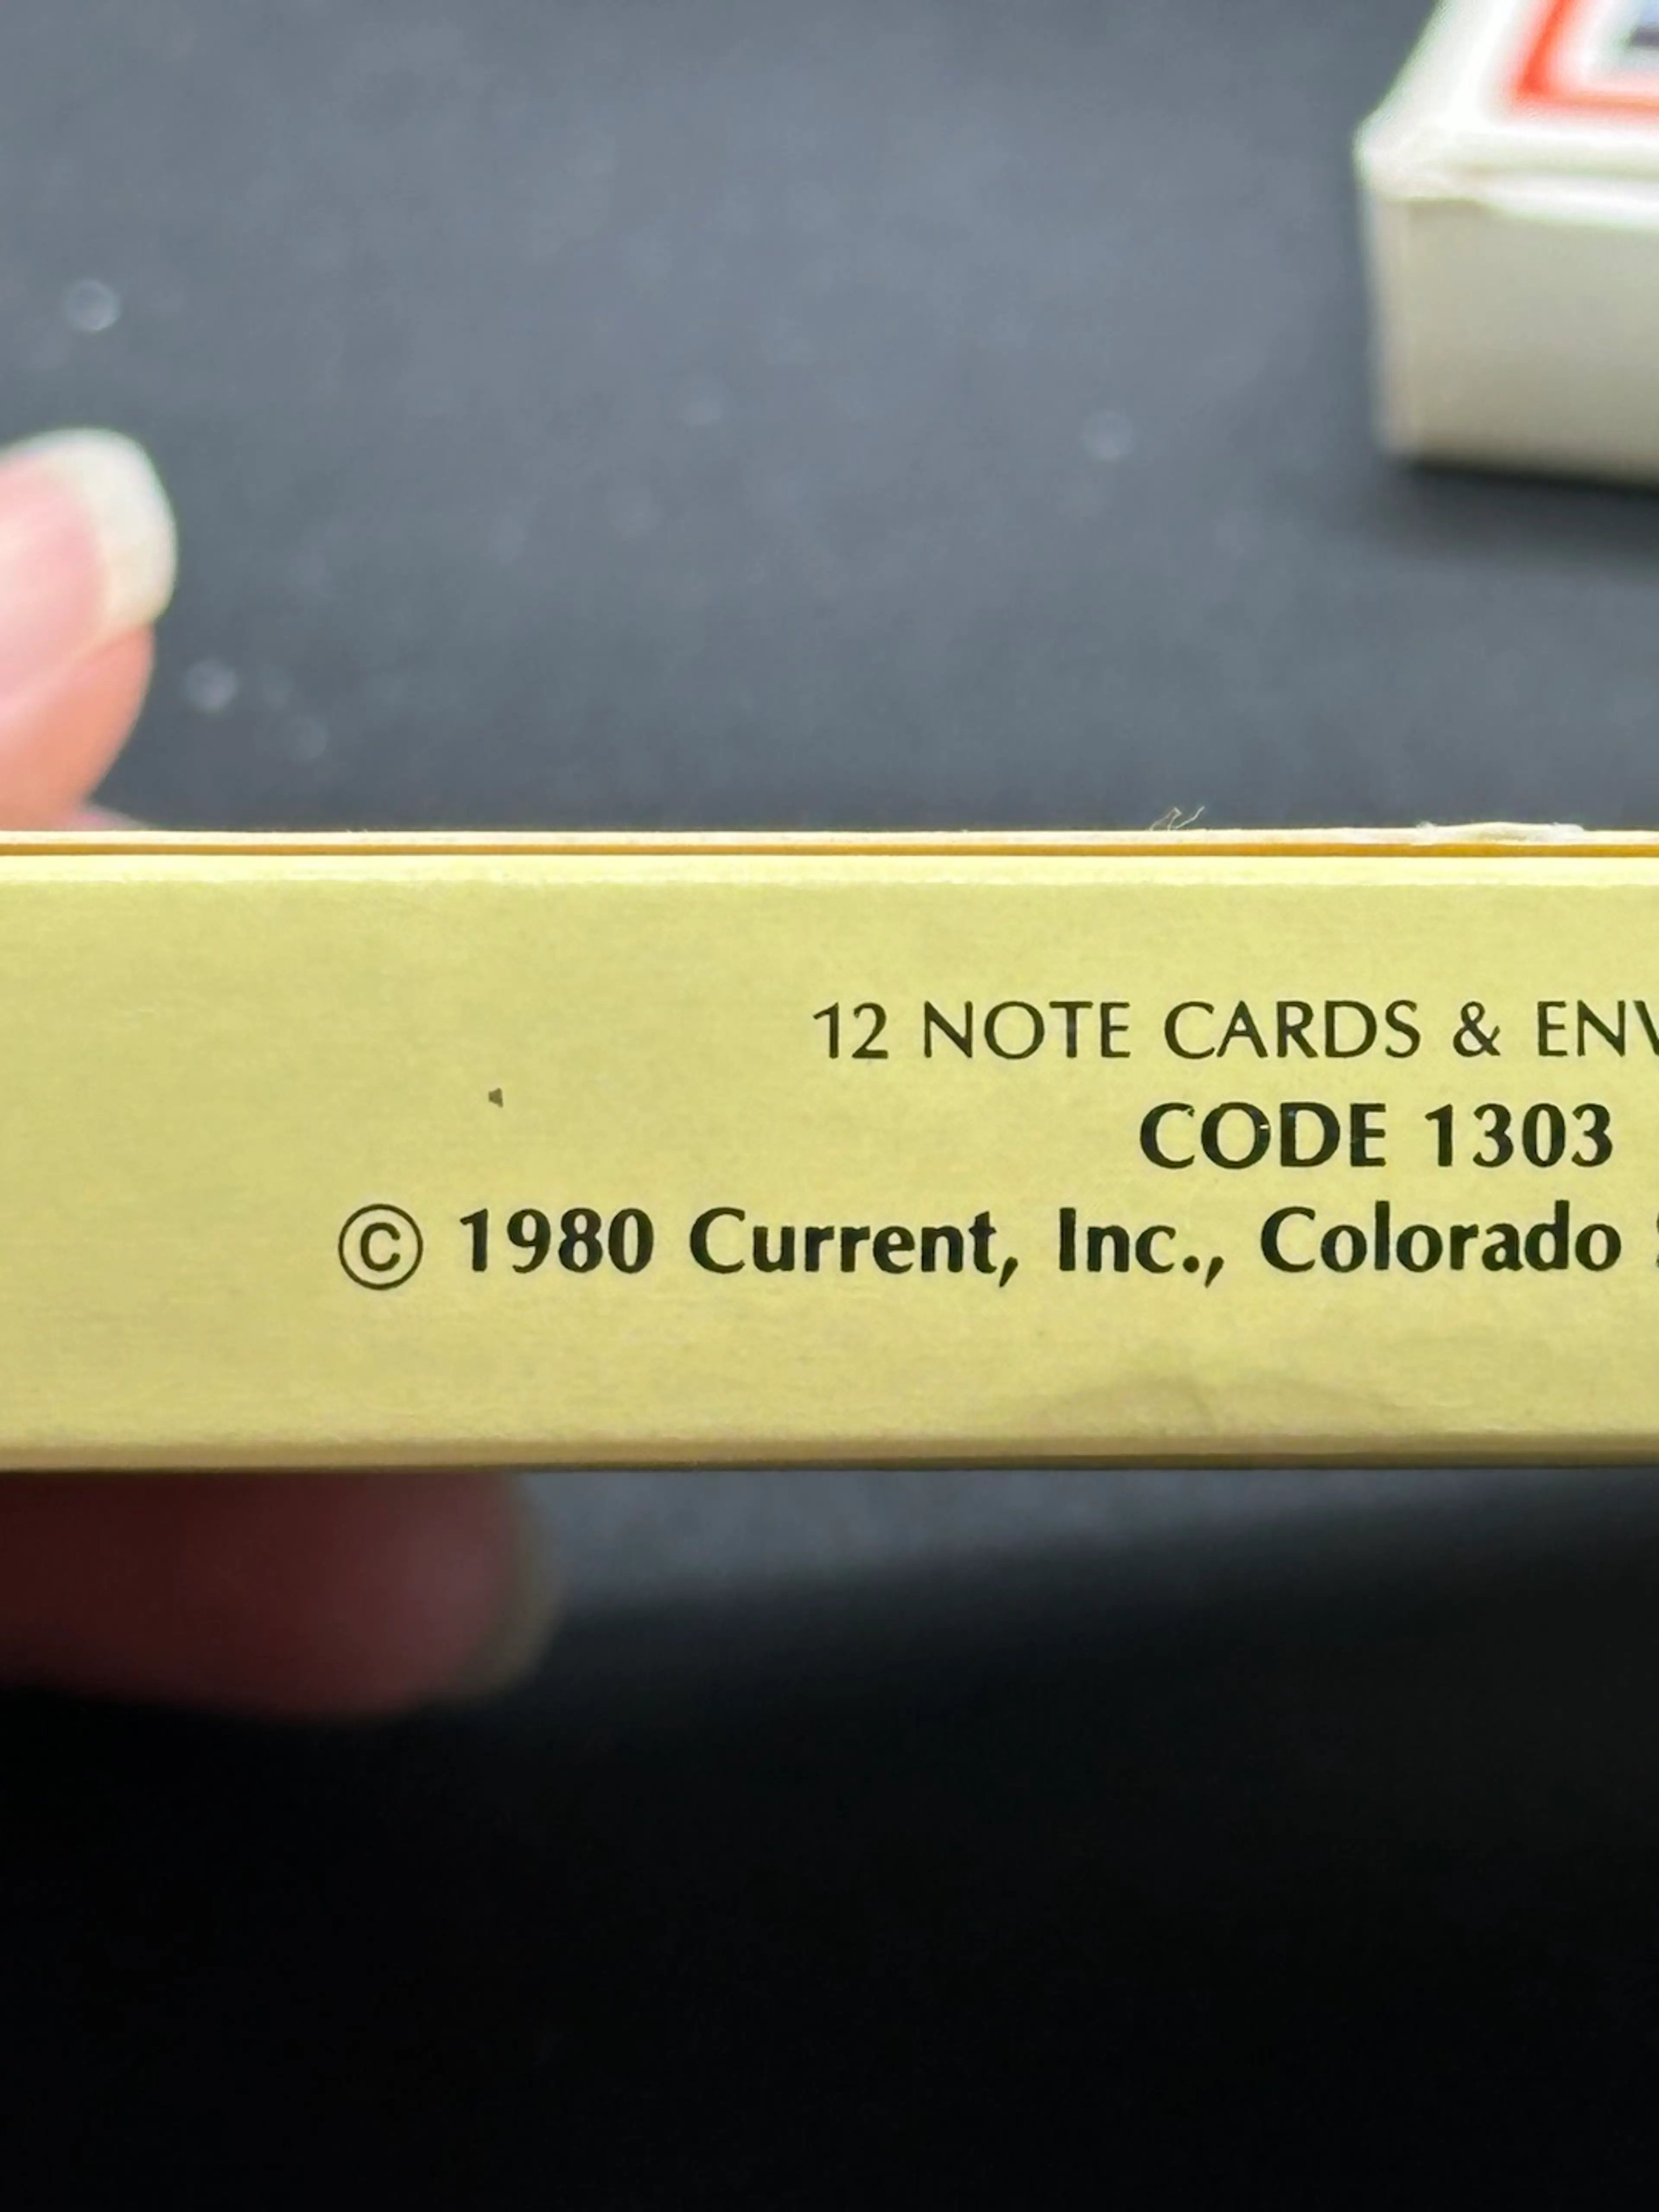 12 NOTE CARDS & ENV
CODE 1303
© 1980 Current, Inc., Colorado